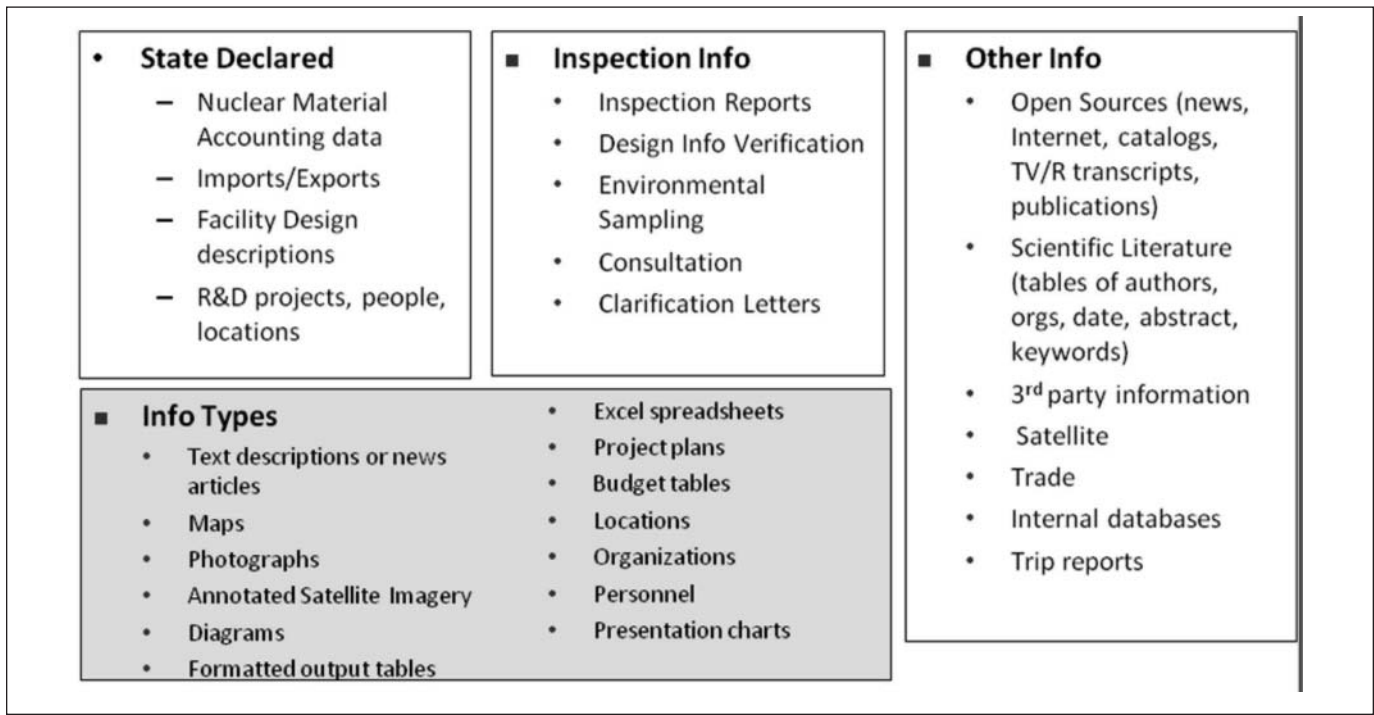 • State Declared
– Nuclear Material
Accounting data
– Imports/Exports
– Facility Design
descriptions
– R&D projects, people,
locations
▪ Inspection Info
• Inspection Reports
• Design Info Verification
• Environmental
Sampling
• Consultation
• Clarification Letters
▪ Other Info
• Open Sources (news,
Internet, catalogs,
TV/R transcripts,
publications)
• Scientific Literature
(tables of authors,
orgs, date, abstract,
keywords)
• 3rd party information
• Satellite
• Trade
• Internal databases
• Trip reports
▪ Info Types
• Text descriptions or news
articles
• Maps
• Photographs
• Annotated Satellite Imagery
• Diagrams
• Formatted output tables
• Excel spreadsheets
• Project plans
• Budget tables
• Locations
• Organizations
• Personnel
• Presentation charts